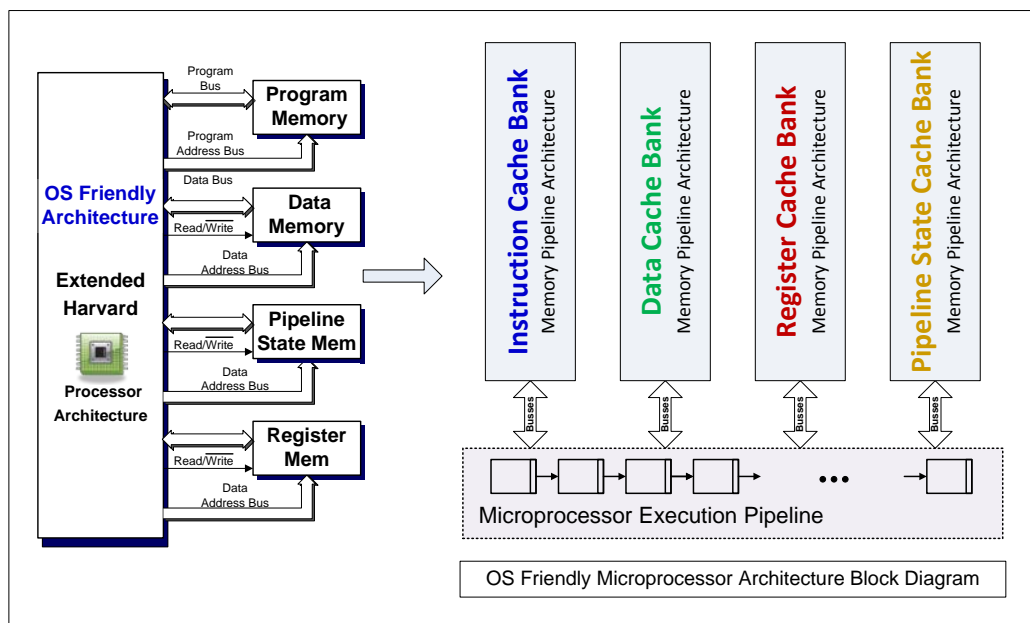 OS Friendly
Architecture
Extended
Harvard
Processor
Architecture
Program
Bus
Program
Memory
Program
Address Bus
Data Bus
Data
Memory
Read/Write
Data
Address Bus
Pipeline
State Mem
Read/Write
Data
Address Bus
Register
Mem
Read/Write
Data
Address Bus
Instruction Cache Bank
Memory Pipeline Architecture
Data Cache Bank
Memory Pipeline Architecture
Register Cache Bank
Memory Pipeline Architecture
Pipeline State Cache Bank
Memory Pipeline Architecture
Busses
Busses
Busses
Busses
Microprocessor Execution Pipeline
OS Friendly Microprocessor Architecture Block Diagram